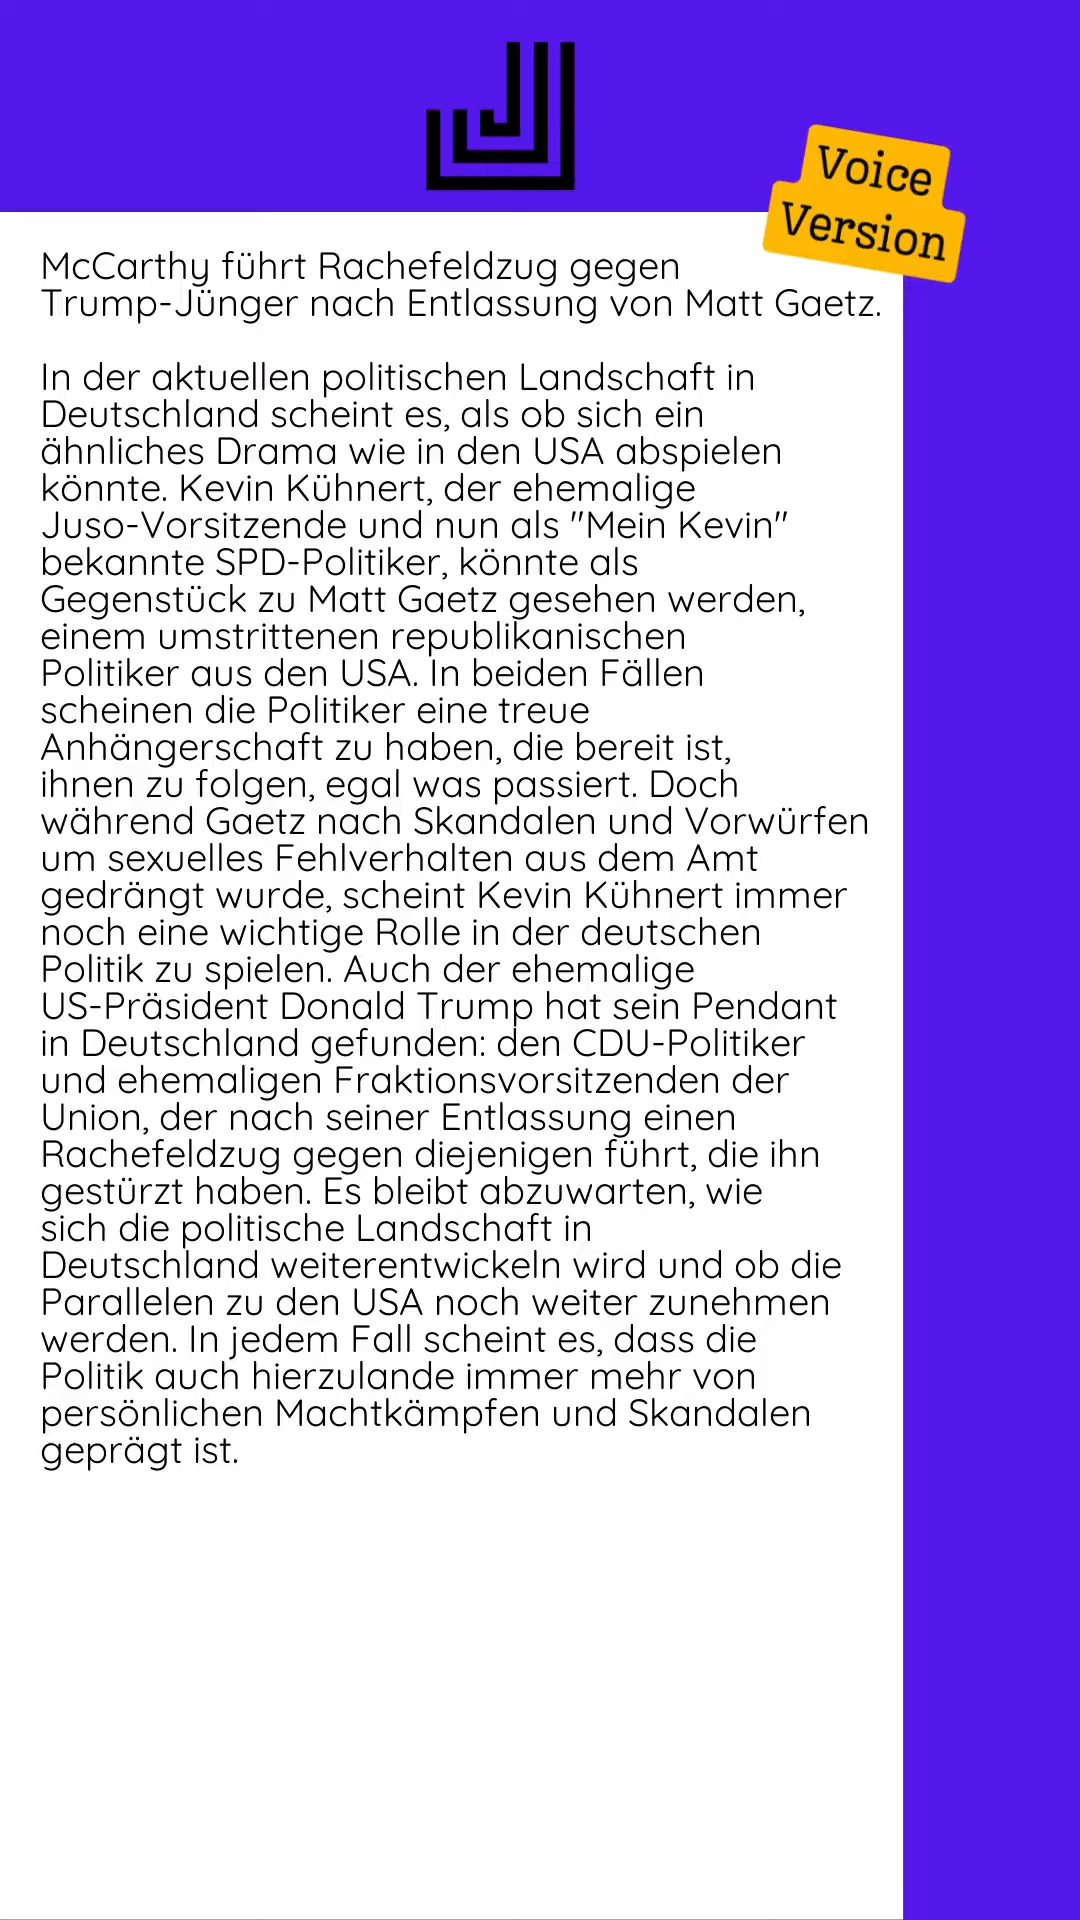 Voice
Version
McCarthy führt Rachefeldzug gegen
Trump-Jünger nach Entlassung von Matt Gaetz.
In der aktuellen politischen Landschaft in
Deutschland scheint es, als ob sich ein
ähnliches Drama wie in den USA abspielen
könnte. Kevin Kühnert, der ehemalige
Juso-Vorsitzende und nun als "Mein Kevin"
bekannte SPD-Politiker, könnte als
Gegenstück zu Matt Gaetz gesehen werden,
einem umstrittenen republikanischen
Politiker aus den USA. In beiden Fällen
scheinen die Politiker eine treue
Anhängerschaft zu haben, die bereit ist,
ihnen zu folgen, egal was passiert. Doch
während Gaetz nach Skandalen und Vorwürfen
um sexuelles Fehlverhalten aus dem Amt
gedrängt wurde, scheint Kevin Kühnert immer
noch eine wichtige Rolle in der deutschen
Politik zu spielen. Auch der ehemalige
US-Präsident Donald Trump hat sein Pendant
in Deutschland gefunden: den CDU-Politiker
und ehemaligen Fraktionsvorsitzenden der
Union, der nach seiner Entlassung einen
Rachefeldzug gegen diejenigen führt, die ihn
gestürzt haben. Es bleibt abzuwarten, wie
sich die politische Landschaft in
Deutschland weiterentwickeln wird und ob die
Parallelen zu den USA noch weiter zunehmen
werden. In jedem Fall scheint es, dass die
Politik auch hierzulande immer mehr von
persönlichen Machtkämpfen und Skandalen
geprägt ist.